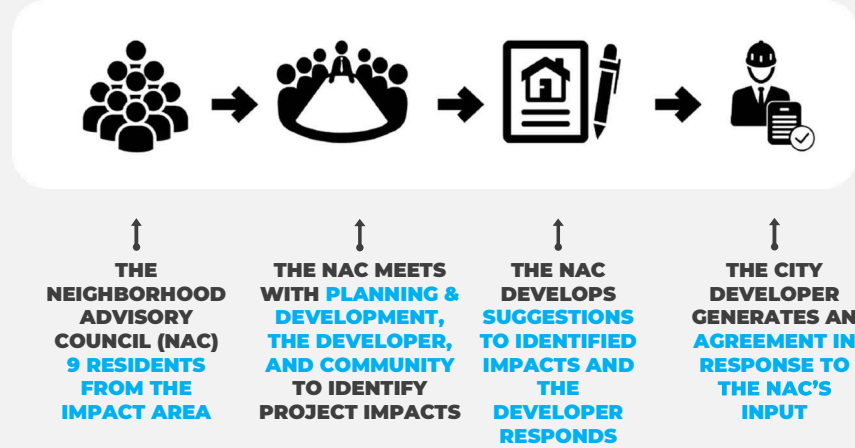 THE
NEIGHBORHOOD
ADVISORY
COUNCIL (NAC)
9 RESIDENTS
FROM THE
IMPACT AREA
THE NAC MEETS
WITH PLANNING &
DEVELOPMENT,
THE DEVELOPER,
AND COMMUNITY
TO IDENTIFY
PROJECT IMPACTS
THE NAC
DEVELOPS
SUGGESTIONS
TO IDENTIFIED
IMPACTS AND
THE
DEVELOPER
RESPONDS
THE CITY
DEVELOPER
GENERATES AN
AGREEMENT IN
RESPONSE TO
THE NAC'S
INPUT